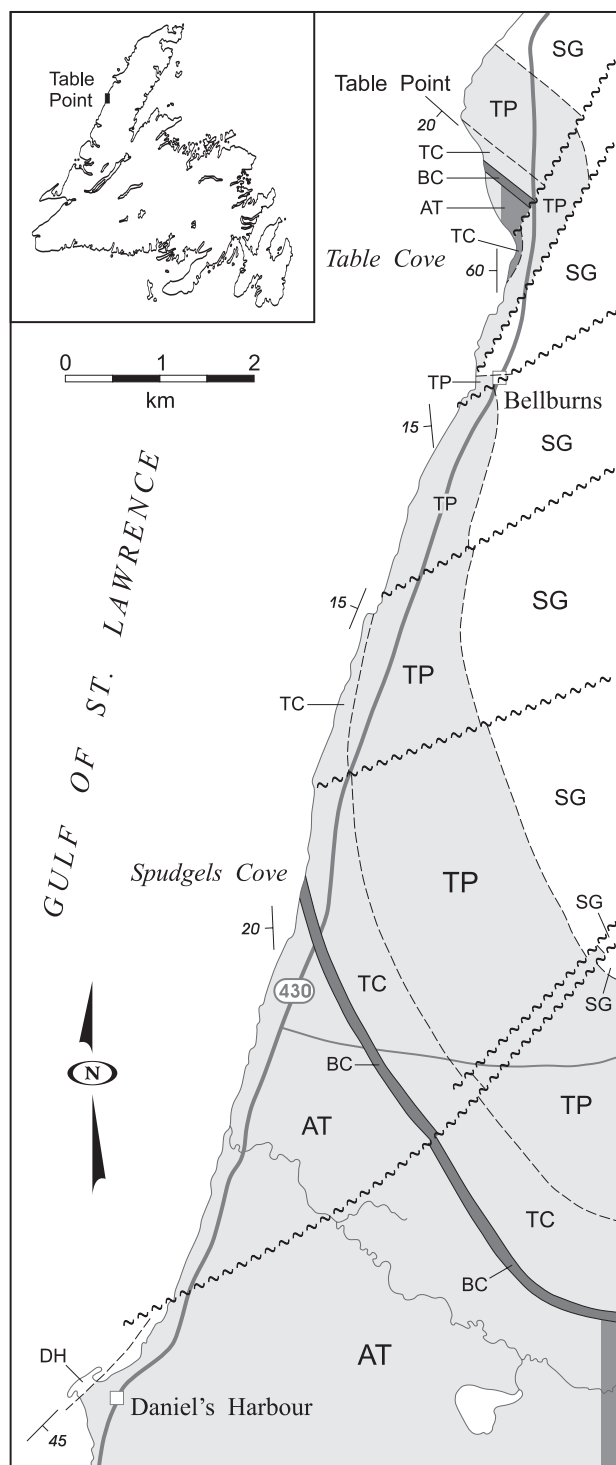 Table
Point
SG
Table Point
TP
20
TC
BC
AT
TP
TC
Table Cove
60
SG
0
1
2
km
TP
Bellburns
15
SG
TP
15
SG
TP
TC
SG
Spudgels Cove
TP
SG
20
SG
TC
430
GULF OF ST. LAWRENCE
N
BC
TP
AT
TC
BC
DH
AT
Daniel's Harbour
45